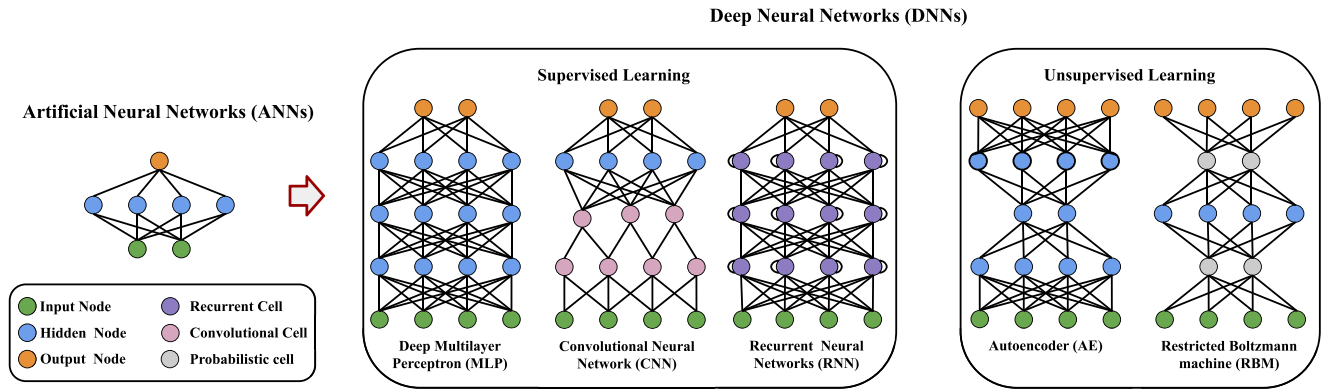 Deep Neural Networks (DNNs)
Artificial Neural Networks (ANNs)
Input Node
Hidden Node
Output Node
Recurrent Cell
Convolutional Cell
Probabilistic cell
Supervised Learning
Deep Multilayer
Perceptron (MLP)
Convolutional Neural
Network (CNN)
Recurrent Neural
Networks (RNN)
Unsupervised Learning
Autoencoder (AE)
Restricted Boltzmann
machine (RBM)